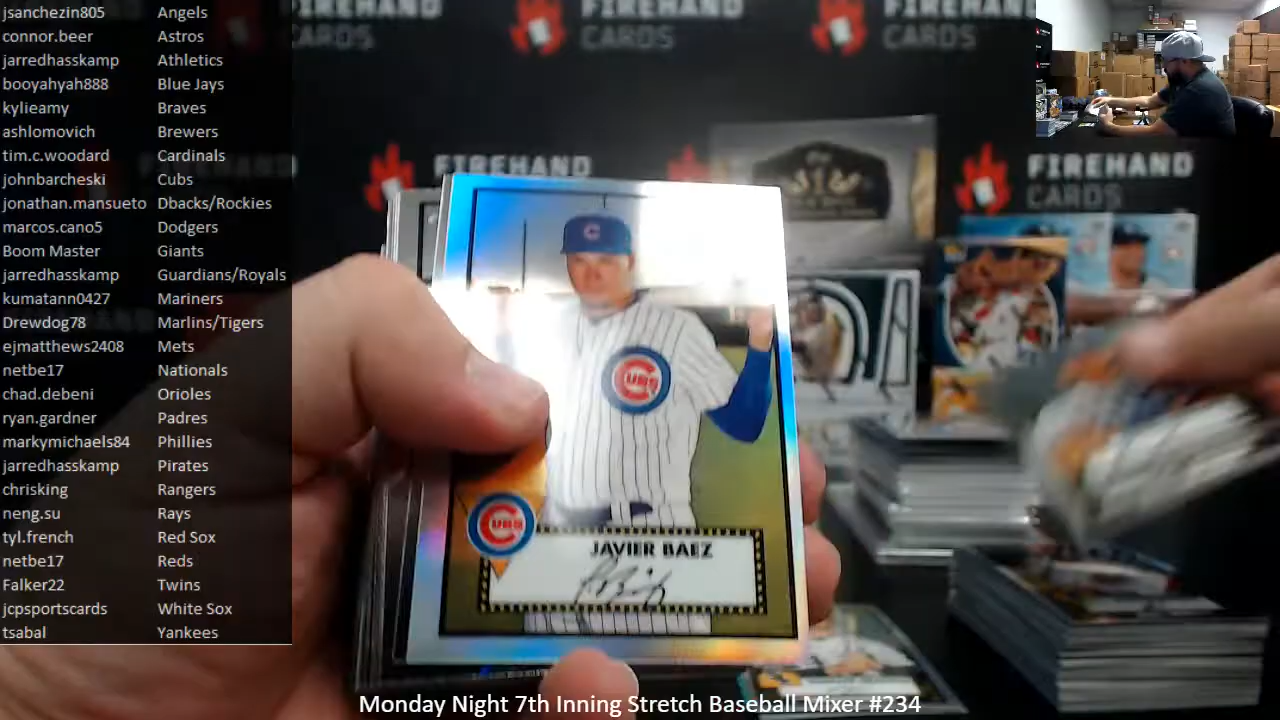 jsanchezin805 Angels
connor.beer Astros
jarredhasskamp Athletics
booyahyah888 Blue Jays
kylieamy Braves
ashlomovich Brewers
tim.c.woodard Cardinals
johnbarcheski Cubs
jonathan.mansueto Dbacks/Rockies
marcos.cano5 Dodgers
Boom Master Giants
jarredhasskamp Guardians/Royals
kumatann0427 Mariners
Drewdog78 Marlins/Tigers
ejmatthews2408 Mets
netbe17 Nationals
chad.debeni Orioles
ryan.gardner Padres
markymichaels84 Phillies
jarredhasskamp Pirates
chrisking Rangers
neng.su Rays
tyl.french Red Sox
netbe17 Reds
Falker22 Twins
jcpsportscards White Sox
tsabal Yankees
FIREHAND
CARDS
FIREHAND
CARDS
FIREHAND
CARDS
FIREHAND
FIREHAND
CARDS
C
CUBS
CUBS
JAVIER BAEZ
Monday Night 7th Inning Stretch Baseball Mixer #234